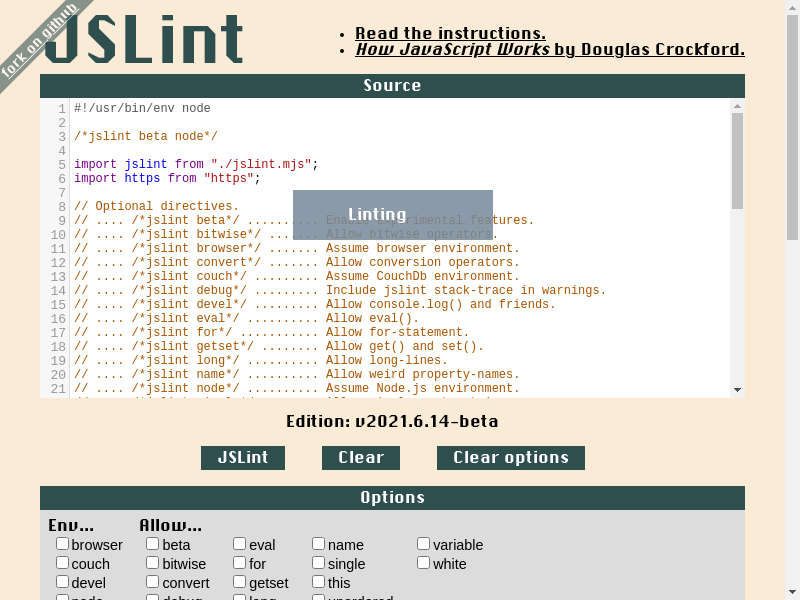 fork on github
JSLint
• Read the instructions.
• How JavaScript Works by Douglas Crockford.
Source
1 #!/usr/bin/env node
2
3 /*jslint beta node*/
4
5 import jslint from "./jslint.mjs";
6 import https from "https";
7
8 // Optional directives.
9 // .... /*jslint beta*/ .......... Enable experimental features.
10 // .... /*jslint bitwise*/ ....... Allow bitwise operators.
Linting
11 // .... /*jslint browser*/ ....... Assume browser environment.
12 // .... /*jslint convert*/ ....... Allow conversion operators.
13 // .... /*jslint couch*/ ......... Assume CouchDb environment.
14 // .... /*jslint debug*/ ......... Include jslint stack-trace in warnings.
15 // .... /*jslint devel*/ ......... Allow console.log() and friends.
16 // .... /*jslint eval*/ .......... Allow eval().
17 // .... /*jslint for*/ ........... Allow for-statement.
18 // .... /*jslint getset*/ ........ Allow get() and set().
19 // .... /*jslint long*/ .......... Allow long-lines.
20 // .... /*jslint name*/ .......... Allow weird property-names.
21 // .... /*jslint node*/ .......... Assume Node.js environment.
Edition: v2021.6.14-beta
JSLint Clear Clear options
Options
Env... Allow...
browser beta eval name variable
couch bitwise for single white
devel convert getset this
node debug long unordered